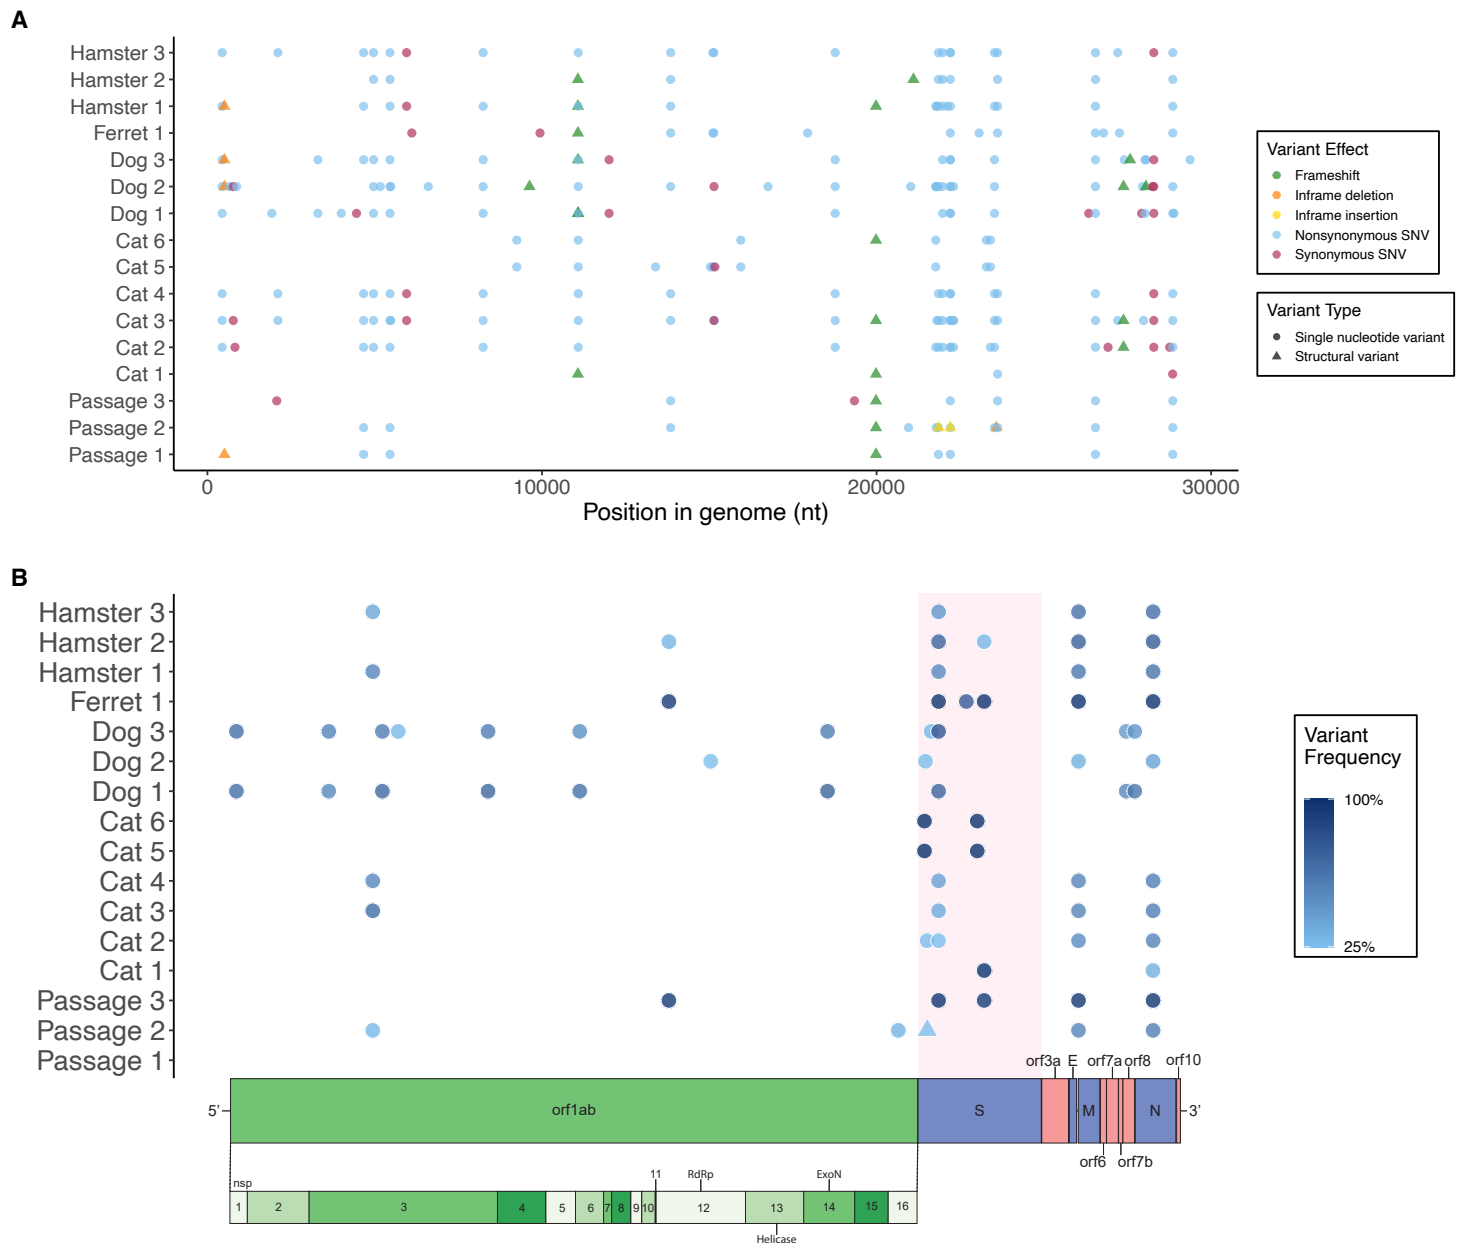 A
Hamster 3
Hamster 2
Hamster 1
Ferret 1
Dog 3
Dog 2
Dog 1
Cat 6
Cat 5
Cat 4
Cat 3
Cat 2
Cat 1
Passage 3
Passage 2
Passage 1
0 10000 20000 30000
Position in genome (nt)
Variant Effect
Frameshift
Inframe deletion
Inframe insertion
Nonsynonymous SNV
Synonymous SNV
Variant Type
Single nucleotide variant
Structural variant
B
Hamster 3
Hamster 2
Hamster 1
Ferret 1
Dog 3
Dog 2
Dog 1
Cat 6
Cat 5
Cat 4
Cat 3
Cat 2
Cat 1
Passage 3
Passage 2
Passage 1
Variant
Frequency
100%
25%
orf3a E orf7a orf8 orf10
5’ orf1ab S M N 3’
orf6 orf7b
11 RdRp ExoN
nsp
1 2 3 4 5 6 7 8 9 10 12 13 14 15 16
Helicase